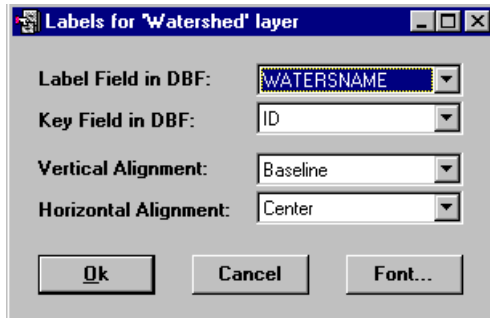 Labels for 'Watershed' layer
Label Field in DBF: WATERSNAME
Key Field in DBF: ID
Vertical Alignment: Baseline
Horizontal Alignment: Center
Ok Cancel Font...